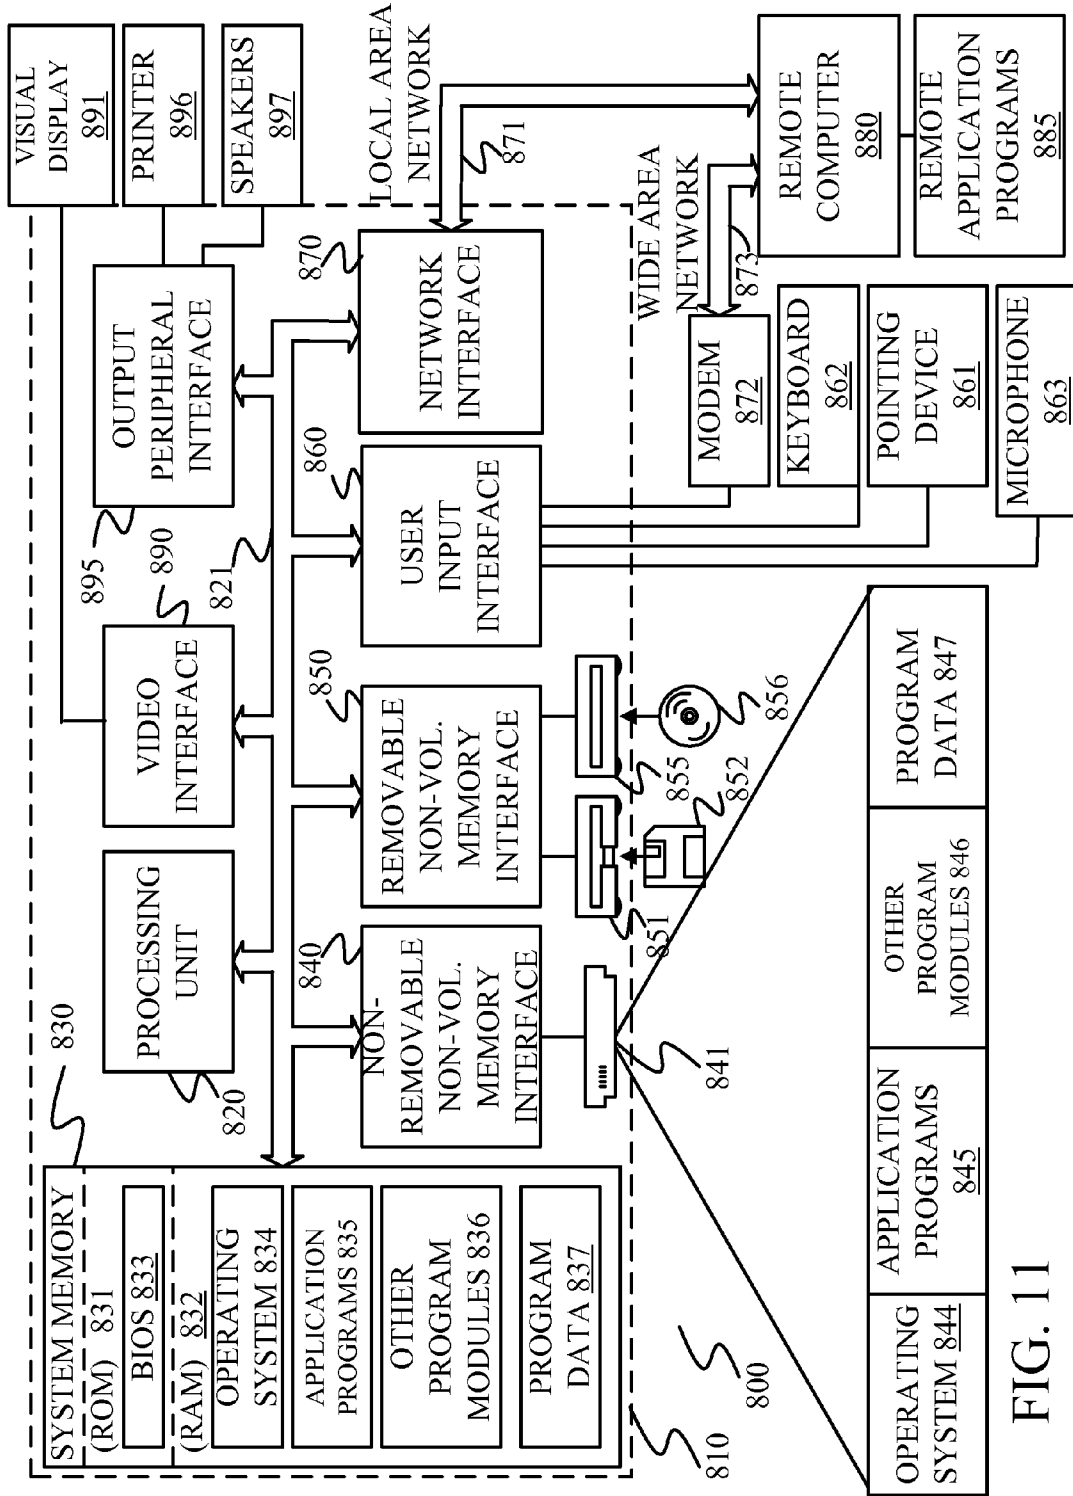 SYSTEM MEMORY
(ROM) 831
BIOS 833
(RAM) 832
OPERATING
SYSTEM 834
APPLICATION
PROGRAMS 835
OTHER
PROGRAM
MODULES 836
PROGRAM
DATA 837
830
PROCESSING
UNIT
820
VIDEO
INTERFACE
890
821
OUTPUT
PERIPHERAL
INTERFACE
895
VISUAL
DISPLAY
891
PRINTER
896
SPEAKERS
897
840
NON-
REMOVABLE
NON-VOL.
MEMORY
INTERFACE
850
REMOVABLE
NON-VOL.
MEMORY
INTERFACE
860
USER
INPUT
INTERFACE
870
NETWORK
INTERFACE
LOCAL AREA
NETWORK
871
841
851
852
855
856
810
800
WIDE AREA
NETWORK
873
MODEM
872
KEYBOARD
862
POINTING
DEVICE
861
MICROPHONE
863
REMOTE
COMPUTER
880
REMOTE
APPLICATION
PROGRAMS
885
OPERATING
SYSTEM 844
APPLICATION
PROGRAMS
845
OTHER
PROGRAM
MODULES 846
PROGRAM
DATA 847
FIG. 11